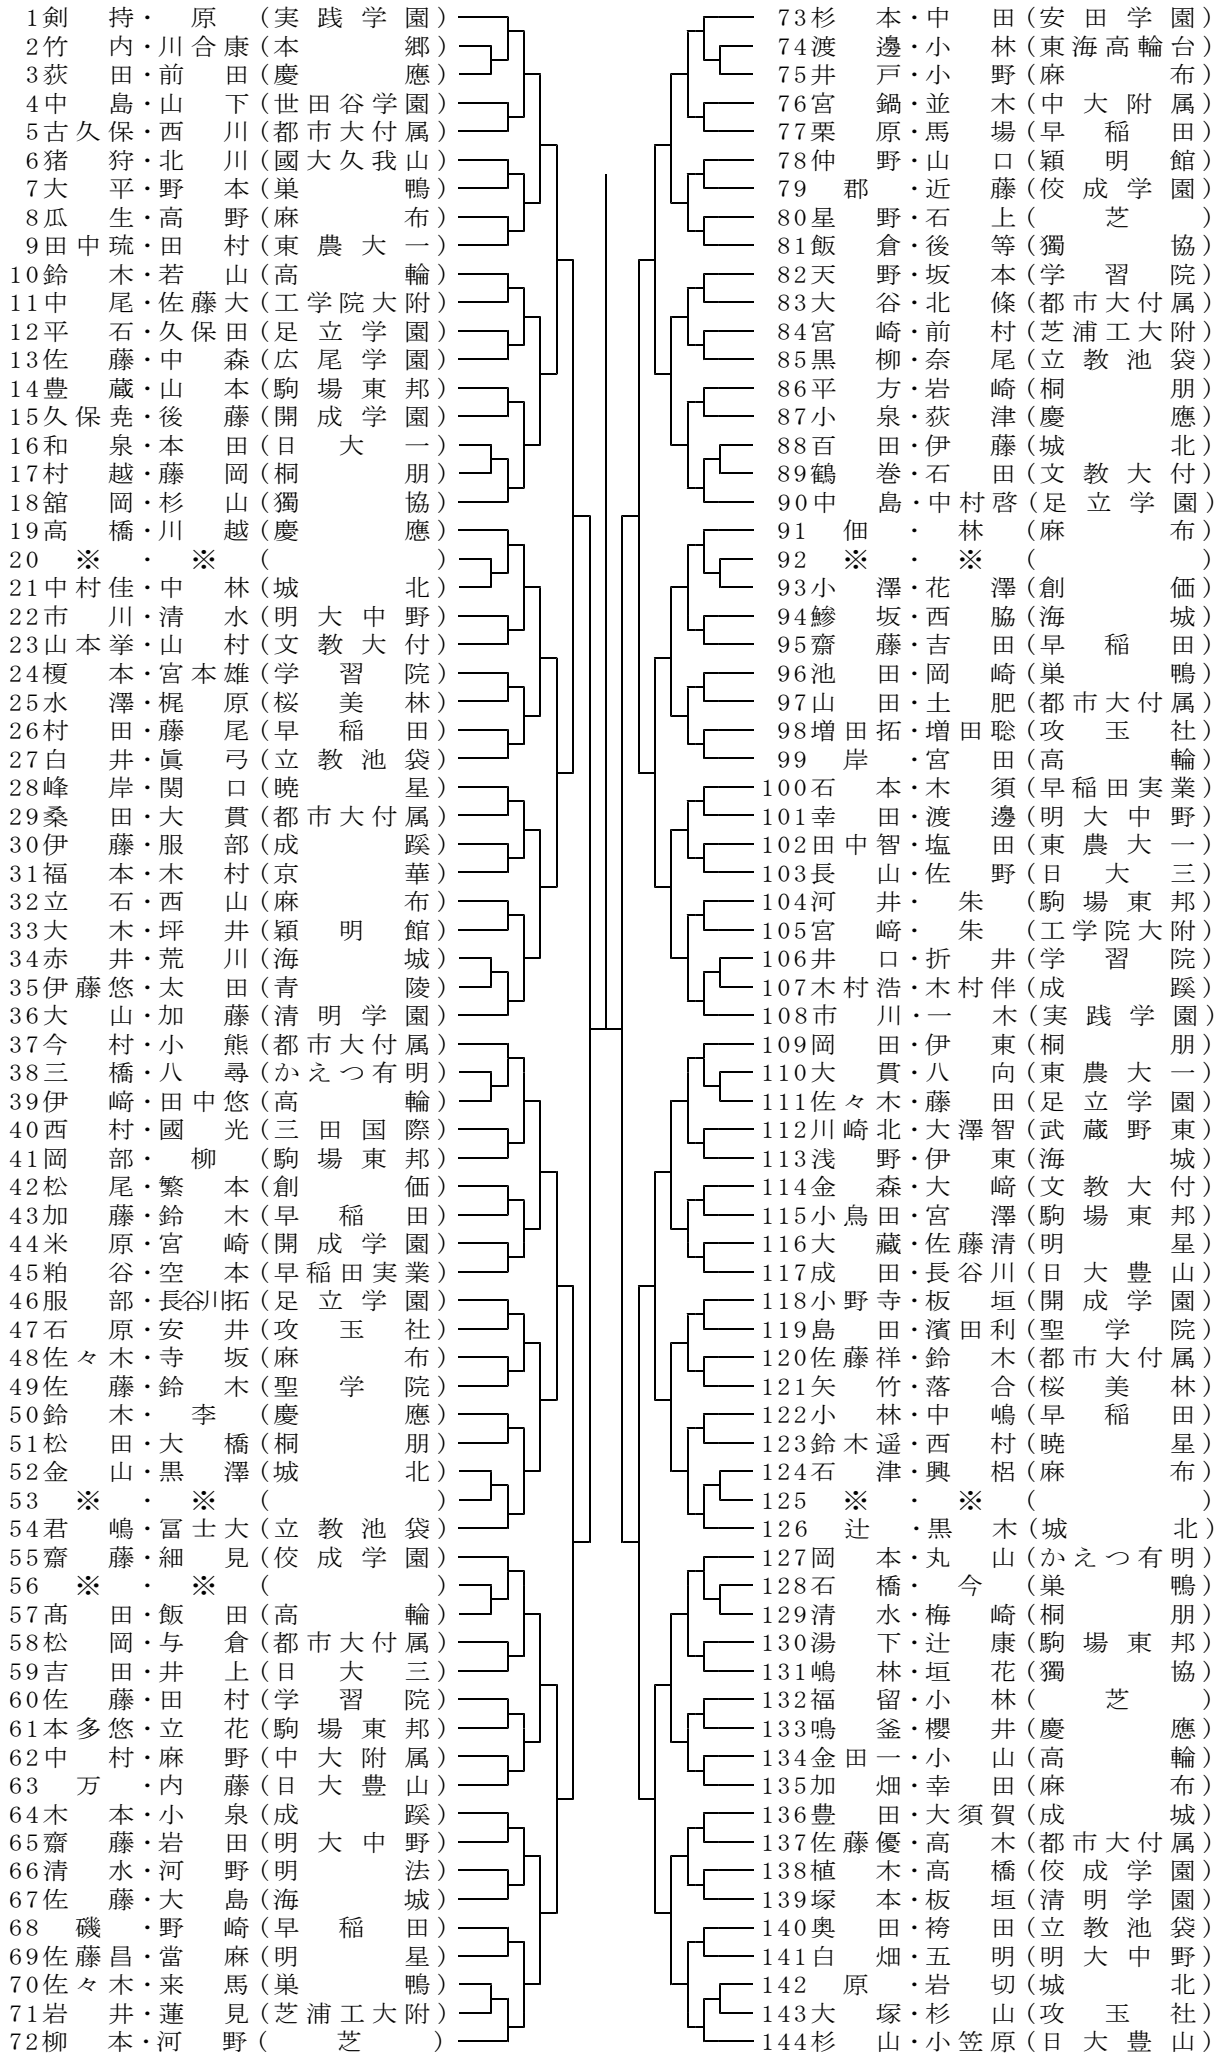 1剣持・原(実践学園)
2竹内・川合康(本郷)
3荻田・前田(慶應)
4中島・山下(世田谷学園)
5古久保・西川(都市大付属)
6猪狩・北川(國大久我山)
7大平・野本(巣鴨)
8瓜生・高野(麻布)
9田中琉・田村(東農大一)
10鈴木・若山(高輪)
11中尾・佐藤大(工学院大附)
12平石・久保田(足立学園)
13佐藤・中森(広尾学園)
14豊蔵・山本(駒場東邦)
15久保尭・後藤(開成学園)
16和泉・本田(日大一)
17村越・藤岡(桐朋)
18舘岡・杉山(獨協)
19高橋・川越(慶應)
20※・※()
21中村佳・中林(城北)
22市川・清水(明大中野)
23山本挙・山村(文教大付)
24榎本・宮本雄(学習院)
25水澤・梶原(桜美林)
26村田・藤尾(早稲田)
27白井・眞弓(立教池袋)
28峰岸・関口(暁星)
29桑田・大貫(都市大付属)
30伊藤・服部(成蹊)
31福本・木村(京華)
32立石・西山(麻布)
33大木・坪井(穎明館)
34赤井・荒川(海城)
35伊藤悠・太田(青陵)
36大山・加藤(清明学園)
37今村・小熊(都市大付属)
38三橋・八尋(かえつ有明)
39伊﨑・田中悠(高輪)
40西村・國光(三田国際)
41岡部・柳(駒場東邦)
42松尾・繁本(創価)
43加藤・鈴木(早稲田)
44米原・宮崎(開成学園)
45粕谷・空本(早稲田実業)
46服部・長谷川拓(足立学園)
47石原・安井(攻玉社)
48佐々木・寺坂(麻布)
49佐藤・鈴木(聖学院)
50鈴木・李(慶應)
51松田・大橋(桐朋)
52金山・黒澤(城北)
53※・※()
54君嶋・冨士大(立教池袋)
55齋藤・細見(佼成学園)
56※・※()
57髙田・飯田(高輪)
58松岡・与倉(都市大付属)
59吉田・井上(日大三)
60佐藤・田村(学習院)
61本多悠・立花(駒場東邦)
62中村・麻野(中大附属)
63万・内藤(日大豊山)
64木本・小泉(成蹊)
65齋藤・岩田(明大中野)
66清水・河野(明法)
67佐藤・大島(海城)
68磯・野崎(早稲田)
69佐藤昌・當麻(明星)
70佐々木・来馬(巣鴨)
71岩井・蓮見(芝浦工大附)
72柳本・河野(芝)
73杉本・中田(安田学園)
74渡邊・小林(東海高輪台)
75井戸・小野(麻布)
76宮鍋・並木(中大附属)
77栗原・馬場(早稲田)
78仲野・山口(穎明館)
79郡・近藤(佼成学園)
80星野・石上(芝)
81飯倉・後等(獨協)
82天野・坂本(学習院)
83大谷・北條(都市大付属)
84宮崎・前村(芝浦工大附)
85黒柳・奈尾(立教池袋)
86平方・岩崎(桐朋)
87小泉・荻津(慶應)
88百田・伊藤(城北)
89鶴巻・石田(文教大付)
90中島・中村啓(足立学園)
91佃・林(麻布)
92※・※()
93小澤・花澤(創価)
94鰺坂・西脇(海城)
95齋藤・吉田(早稲田)
96池田・岡崎(巣鴨)
97山田・土肥(都市大付属)
98増田拓・増田聡(攻玉社)
99岸・宮田(高輪)
100石本・木須(早稲田実業)
101幸田・渡邊(明大中野)
102田中智・塩田(東農大一)
103長山・佐野(日大三)
104河井・朱(駒場東邦)
105宮﨑・朱(工学院大附)
106井口・折井(学習院)
107木村浩・木村伴(成蹊)
108市川・一木(実践学園)
109岡田・伊東(桐朋)
110大貫・八向(東農大一)
111佐々木・藤田(足立学園)
112川崎北・大澤智(武蔵野東)
113浅野・伊東(海城)
114金森・大﨑(文教大付)
115小鳥田・宮澤(駒場東邦)
116大藏・佐藤清(明星)
117成田・長谷川(日大豊山)
118小野寺・板垣(開成学園)
119島田・濱田利(聖学院)
120佐藤祥・鈴木(都市大付属)
121矢竹・落合(桜美林)
122小林・中嶋(早稲田)
123鈴木遥・西村(暁星)
124石津・興梠(麻布)
125※・※()
126辻・黒木(城北)
127岡本・丸山(かえつ有明)
128石橋・今(巣鴨)
129清水・梅崎(桐朋)
130湯下・辻康(駒場東邦)
131嶋林・垣花(獨協)
132福留・小林(芝)
133鳴釜・櫻井(慶應)
134金田一・小山(高輪)
135加畑・幸田(麻布)
136豊田・大須賀(成城)
137佐藤優・高木(都市大付属)
138植木・高橋(佼成学園)
139塚本・板垣(清明学園)
140奥田・袴田(立教池袋)
141白畑・五明(明大中野)
142原・岩切(城北)
143大塚・杉山(攻玉社)
144杉山・小笠原(日大豊山)